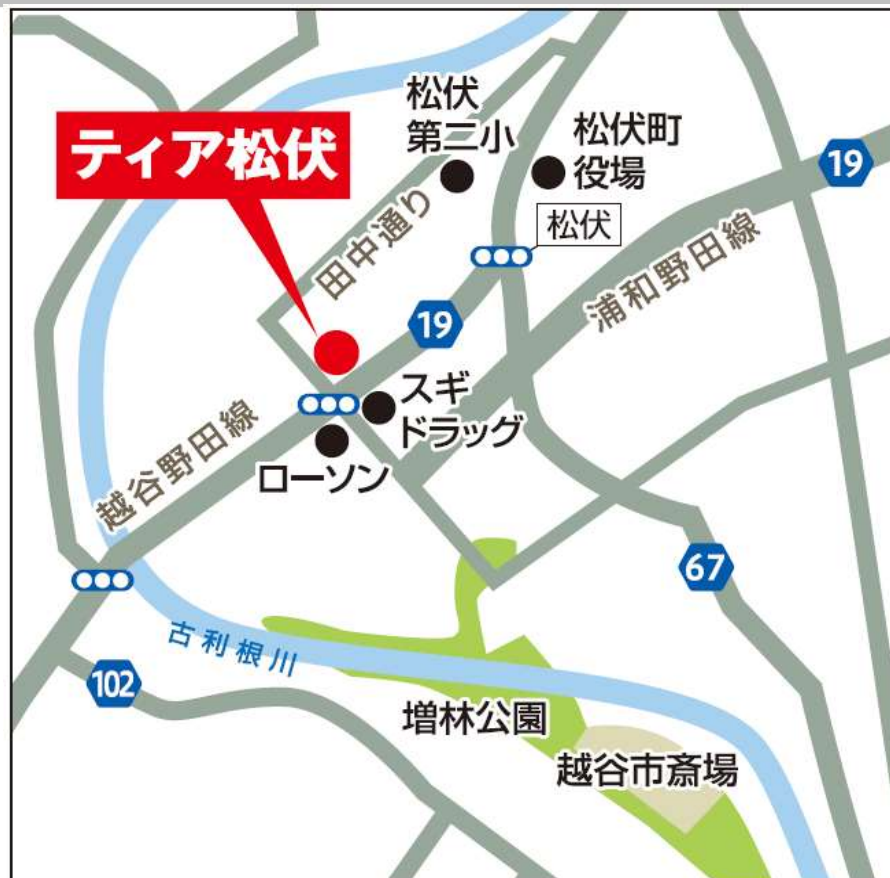 松伏
第二小
松伏町
役場
19
ティア松伏
田中通り
松伏
浦和野田線
19
スギ
ドラッグ
ローソン
越谷野田線
67
古利根川
102
増林公園
越谷市斎場